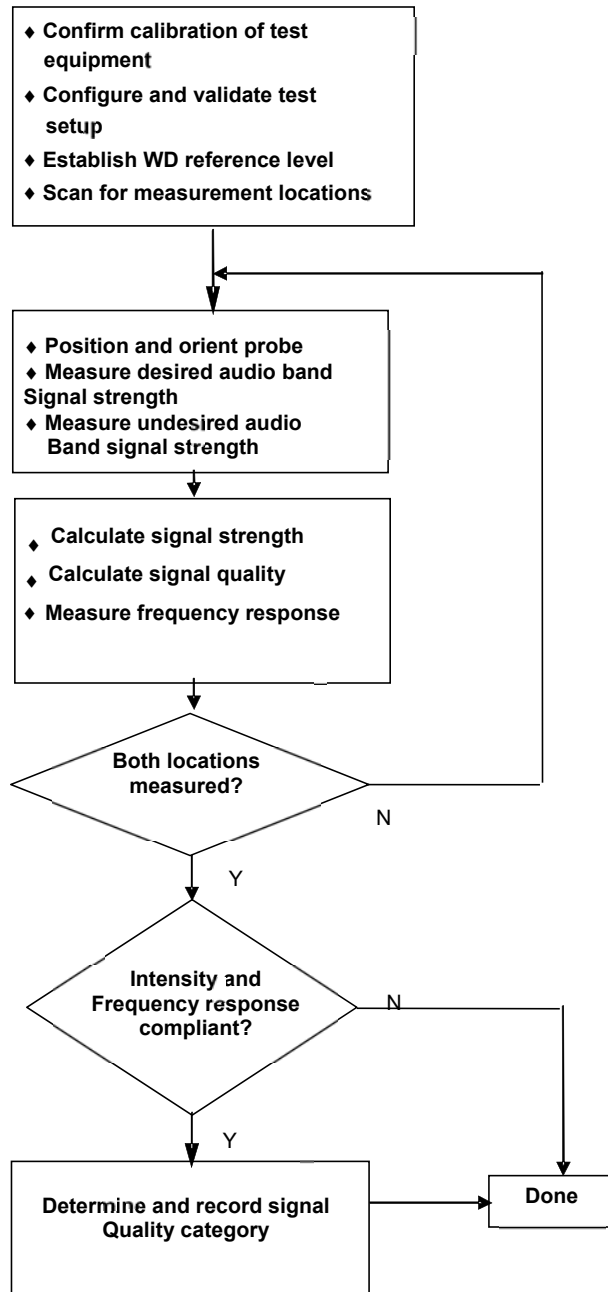 ♦ Confirm calibration of test
equipment
♦ Configure and validate test
setup
♦ Establish WD reference level
♦ Scan for measurement locations
♦ Position and orient probe
♦ Measure desired audio band
Signal strength
♦ Measure undesired audio
Band signal strength
♦ Calculate signal strength
♦ Calculate signal quality
♦ Measure frequency response
Both locations
measured?
N
Y
Intensity and
Frequency response
compliant?
N
Y
Determine and record signal
Quality category
Done